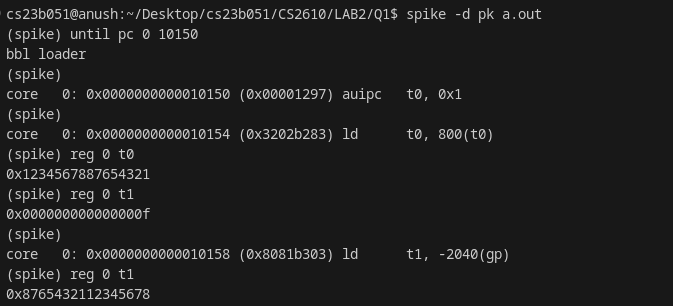 cs23b051@anush:~/Desktop/cs23b051/CS2610/LAB2/Q1$ spike -d pk a.out
(spike) until pc 0 10150
bbl loader
(spike)
core   0: 0x0000000000010150 (0x00001297) auipc   t0, 0x1
(spike)
core   0: 0x0000000000010154 (0x3202b283) ld      t0, 800(t0)
(spike) reg 0 t0
0x1234567887654321
(spike) reg 0 t1
0x000000000000000f
(spike)
core   0: 0x0000000000010158 (0x8081b303) ld      t1, -2040(gp)
(spike) reg 0 t1
0x8765432112345678